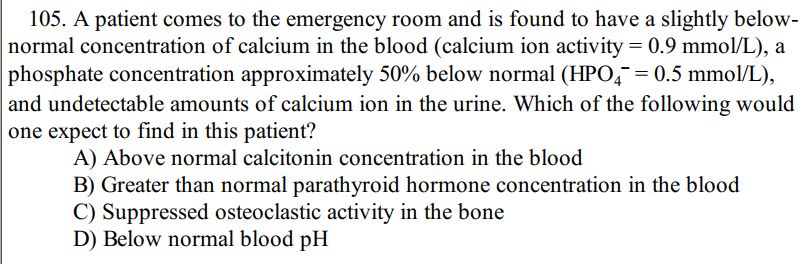 105. A patient comes to the emergency room and is found to have a slightly below-
normal concentration of calcium in the blood (calcium ion activity = 0.9 mmol/L), a
phosphate concentration approximately 50% below normal (HPO₄⁻ = 0.5 mmol/L),
and undetectable amounts of calcium ion in the urine. Which of the following would
one expect to find in this patient?
A) Above normal calcitonin concentration in the blood
B) Greater than normal parathyroid hormone concentration in the blood
C) Suppressed osteoclastic activity in the bone
D) Below normal blood pH